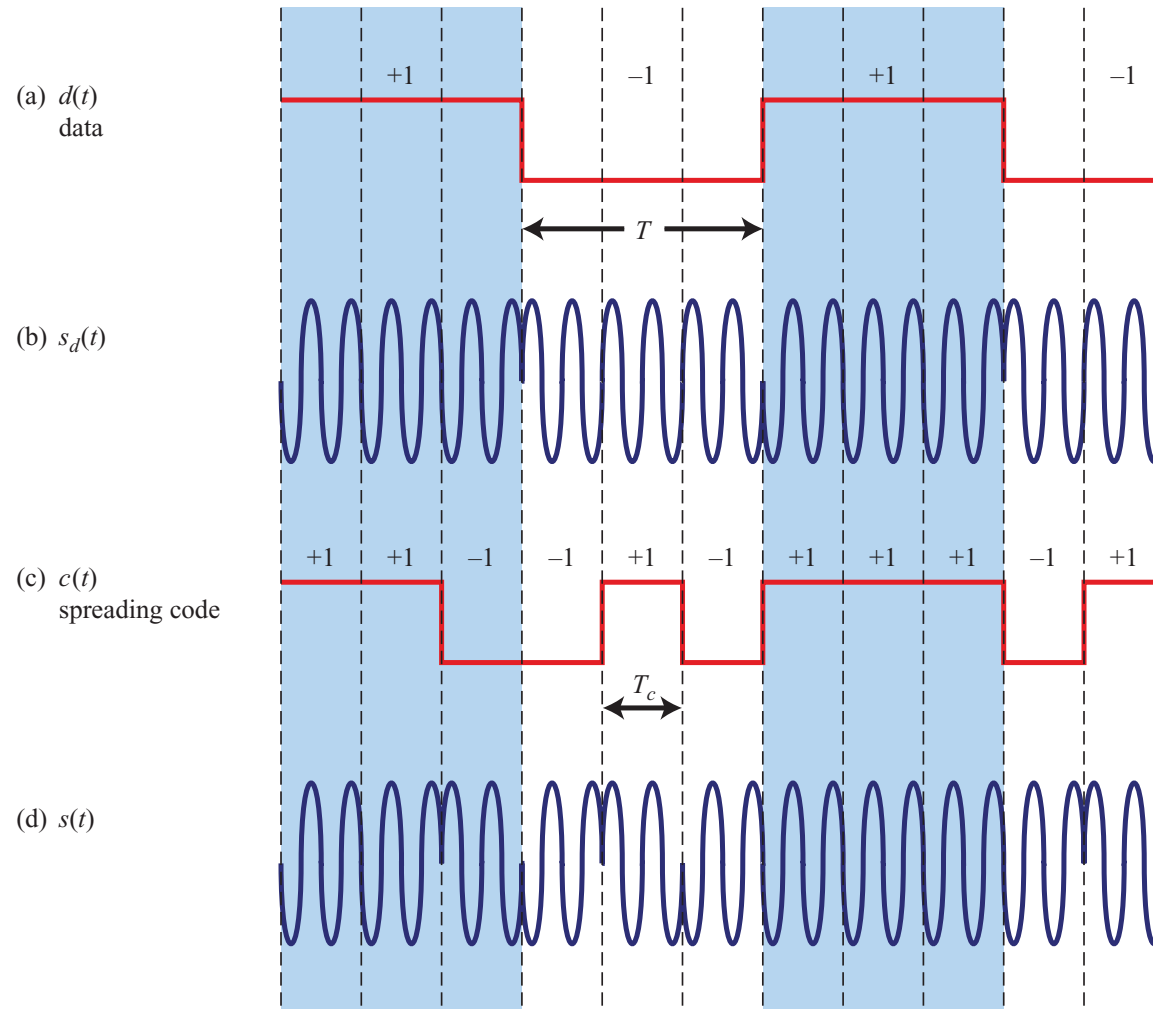 +1 –1 +1 –1
(a) d(t)
data
T
(b) s_d(t)
+1 +1 –1 –1 +1 –1 +1 +1 +1 –1 +1
(c) c(t)
spreading code
T_c
(d) s(t)